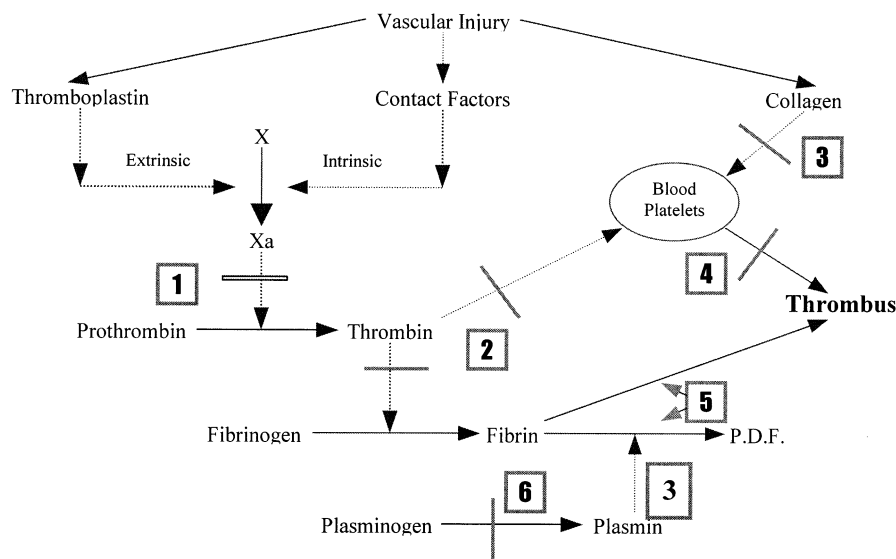 Vascular Injury
Thromboplastin
Contact Factors
Collagen
X
Extrinsic
Intrinsic
3
Blood
Platelets
Xa
1
4
Thrombus
Prothrombin
Thrombin
2
5
Fibrinogen
Fibrin
P.D.F.
6
3
Plasminogen
Plasmin